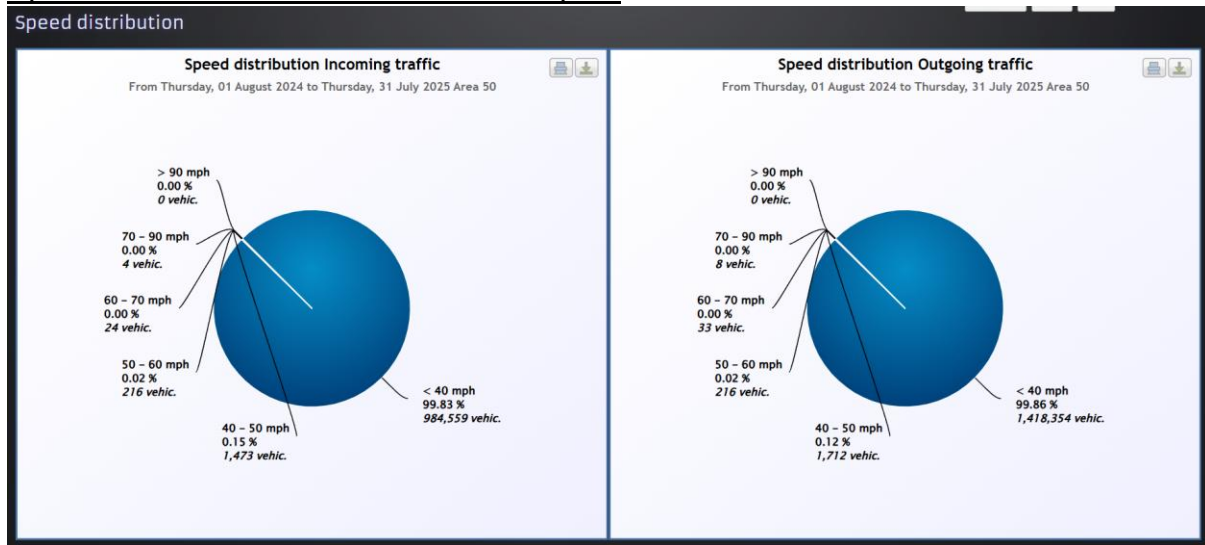 Speed distribution
Speed distribution Incoming traffic
From Thursday, 01 August 2024 to Thursday, 31 July 2025 Area 50
> 90 mph
0.00 %
0 vehic.
70 – 90 mph
0.00 %
4 vehic.
60 – 70 mph
0.00 %
24 vehic.
50 – 60 mph
0.02 %
216 vehic.
40 – 50 mph
0.15 %
1,473 vehic.
< 40 mph
99.83 %
984,559 vehic.
Speed distribution Outgoing traffic
From Thursday, 01 August 2024 to Thursday, 31 July 2025 Area 50
> 90 mph
0.00 %
0 vehic.
70 – 90 mph
0.00 %
8 vehic.
60 – 70 mph
0.00 %
33 vehic.
50 – 60 mph
0.02 %
216 vehic.
40 – 50 mph
0.12 %
1,712 vehic.
< 40 mph
99.86 %
1,418,354 vehic.